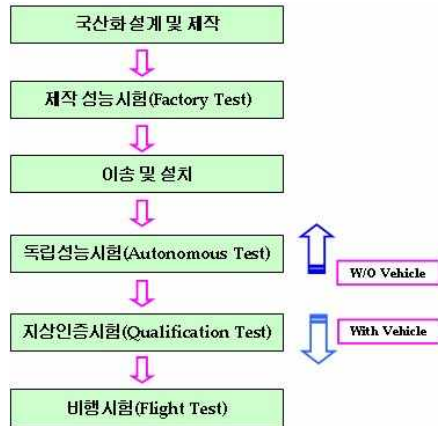 국산화 설계 및 제작
제작 성능시험(Factory Test)
이송 및 설치
독립성능시험(Autonomous Test)
W/O Vehicle
지상인증시험(Qualification Test)
With Vehicle
비행시험(Flight Test)